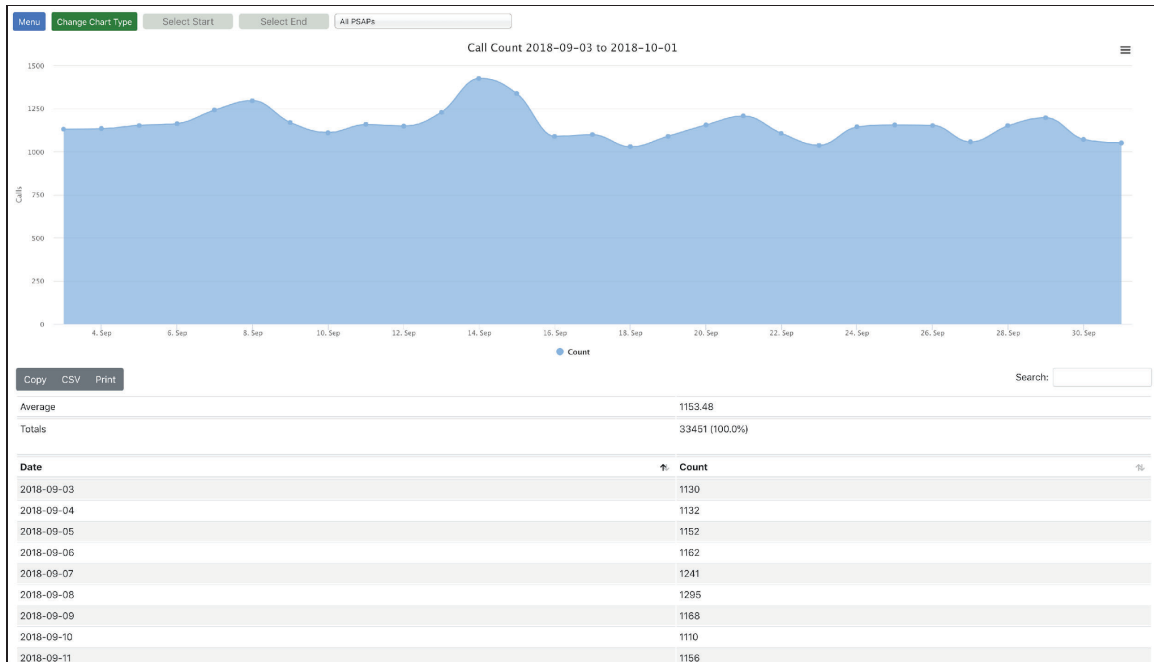 Menu Change Chart Type Select Start Select End All PSAPs
Call Count 2018-09-03 to 2018-10-01
1500
1250
1000
750
500
250
0
Calls
4. Sep 6. Sep 8. Sep 10. Sep 12. Sep 14. Sep 16. Sep 18. Sep 20. Sep 22. Sep 24. Sep 26. Sep 28. Sep 30. Sep
Count
Copy CSV Print Search:
Average 1153.48
Totals 33451 (100.0%)
Date Count
2018-09-03 1130
2018-09-04 1132
2018-09-05 1152
2018-09-06 1162
2018-09-07 1241
2018-09-08 1295
2018-09-09 1168
2018-09-10 1110
2018-09-11 1156